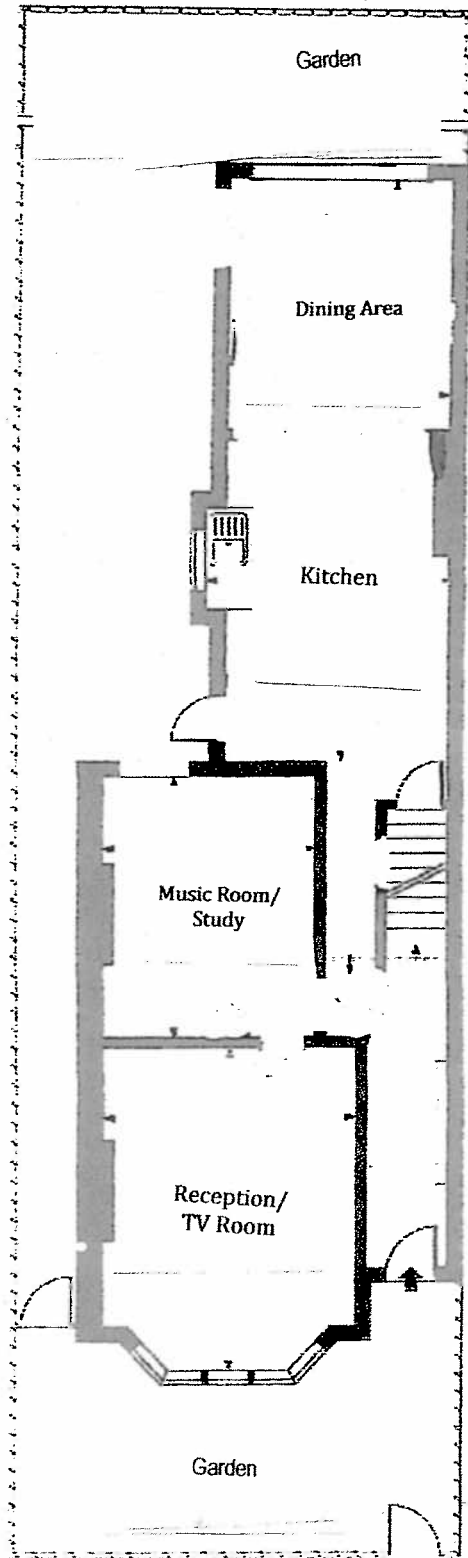 Garden
Dining Area
Kitchen
Music Room/
Study
Reception/
TV Room
Garden